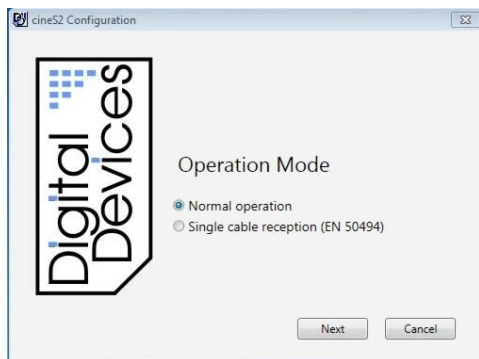 cineS2 Configuration
Digital
Devices
Operation Mode
Normal operation
Single cable reception (EN 50494)
Next
Cancel